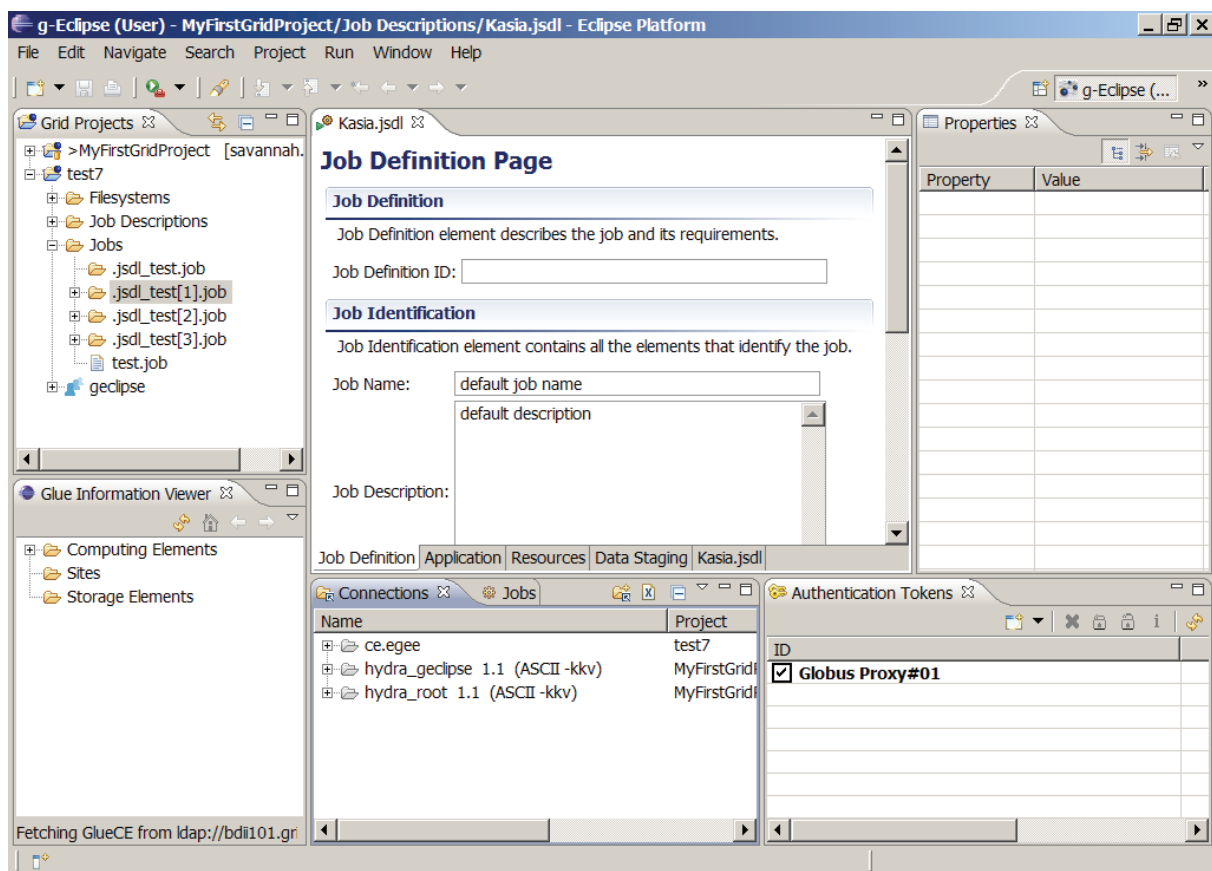 g-Eclipse (User) - MyFirstGridProject/Job Descriptions/Kasia.jsdl - Eclipse Platform
File Edit Navigate Search Project Run Window Help
g-Eclipse (... »
Grid Projects
>MyFirstGridProject [savannah.
test7
Filesystems
Job Descriptions
Jobs
.jsdl_test.job
.jsdl_test[1].job
.jsdl_test[2].job
.jsdl_test[3].job
test.job
geclipse
Kasia.jsdl
Job Definition Page
Job Definition
Job Definition element describes the job and its requirements.
Job Definition ID:
Job Identification
Job Identification element contains all the elements that identify the job.
Job Name: default job name
default description
Job Description:
Job Definition Application Resources Data Staging Kasia.jsdl
Properties
Property Value
Glue Information Viewer
Computing Elements
Sites
Storage Elements
Fetching GlueCE from ldap://bdii101.gri
Connections Jobs
Name Project
ce.egee test7
hydra_geclipse 1.1 (ASCII -kkv) MyFirstGridP
hydra_root 1.1 (ASCII -kkv) MyFirstGridP
Authentication Tokens
ID
Globus Proxy#01